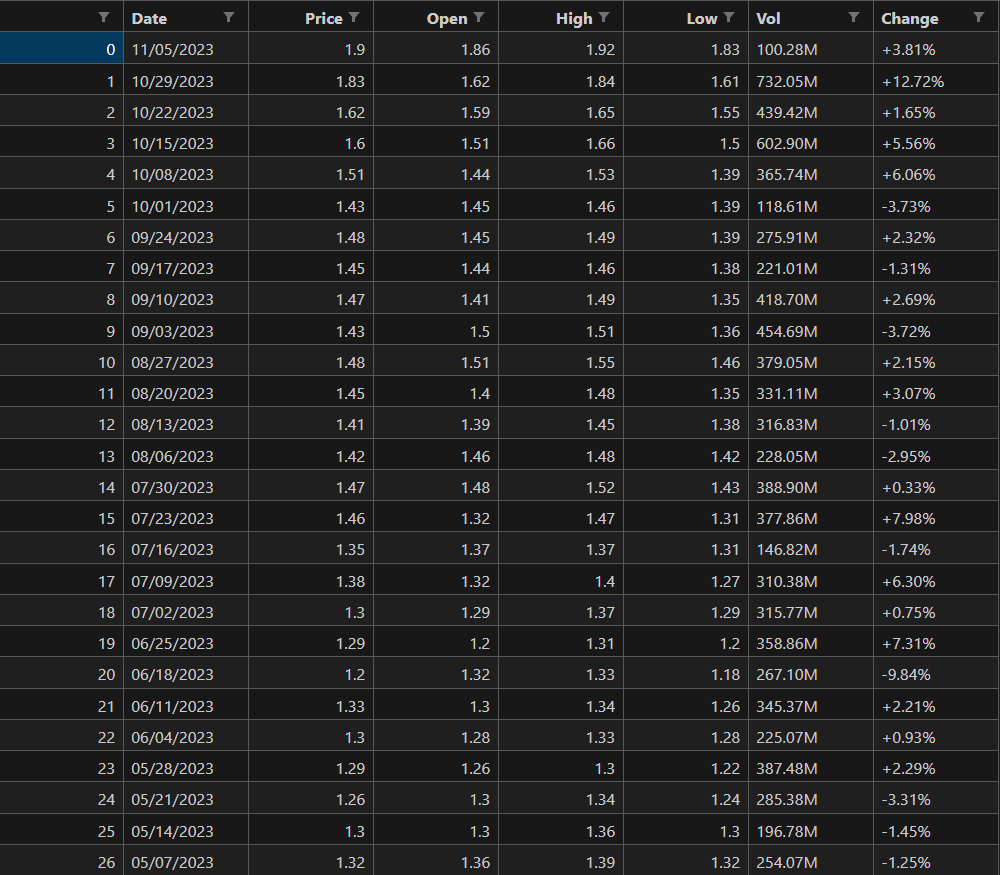 Date Price Open High Low Vol Change
0 11/05/2023 1.9 1.86 1.92 1.83 100.28M +3.81%
1 10/29/2023 1.83 1.62 1.84 1.61 732.05M +12.72%
2 10/22/2023 1.62 1.59 1.65 1.55 439.42M +1.65%
3 10/15/2023 1.6 1.51 1.66 1.5 602.90M +5.56%
4 10/08/2023 1.51 1.44 1.53 1.39 365.74M +6.06%
5 10/01/2023 1.43 1.45 1.46 1.39 118.61M -3.73%
6 09/24/2023 1.48 1.45 1.49 1.39 275.91M +2.32%
7 09/17/2023 1.45 1.44 1.46 1.38 221.01M -1.31%
8 09/10/2023 1.47 1.41 1.49 1.35 418.70M +2.69%
9 09/03/2023 1.43 1.5 1.51 1.36 454.69M -3.72%
10 08/27/2023 1.48 1.51 1.55 1.46 379.05M +2.15%
11 08/20/2023 1.45 1.4 1.48 1.35 331.11M +3.07%
12 08/13/2023 1.41 1.39 1.45 1.38 316.83M -1.01%
13 08/06/2023 1.42 1.46 1.48 1.42 228.05M -2.95%
14 07/30/2023 1.47 1.48 1.52 1.43 388.90M +0.33%
15 07/23/2023 1.46 1.32 1.47 1.31 377.86M +7.98%
16 07/16/2023 1.35 1.37 1.37 1.31 146.82M -1.74%
17 07/09/2023 1.38 1.32 1.4 1.27 310.38M +6.30%
18 07/02/2023 1.3 1.29 1.37 1.29 315.77M +0.75%
19 06/25/2023 1.29 1.2 1.31 1.2 358.86M +7.31%
20 06/18/2023 1.2 1.32 1.33 1.18 267.10M -9.84%
21 06/11/2023 1.33 1.3 1.34 1.26 345.37M +2.21%
22 06/04/2023 1.3 1.28 1.33 1.28 225.07M +0.93%
23 05/28/2023 1.29 1.26 1.3 1.22 387.48M +2.29%
24 05/21/2023 1.26 1.3 1.34 1.24 285.38M -3.31%
25 05/14/2023 1.3 1.3 1.36 1.3 196.78M -1.45%
26 05/07/2023 1.32 1.36 1.39 1.32 254.07M -1.25%